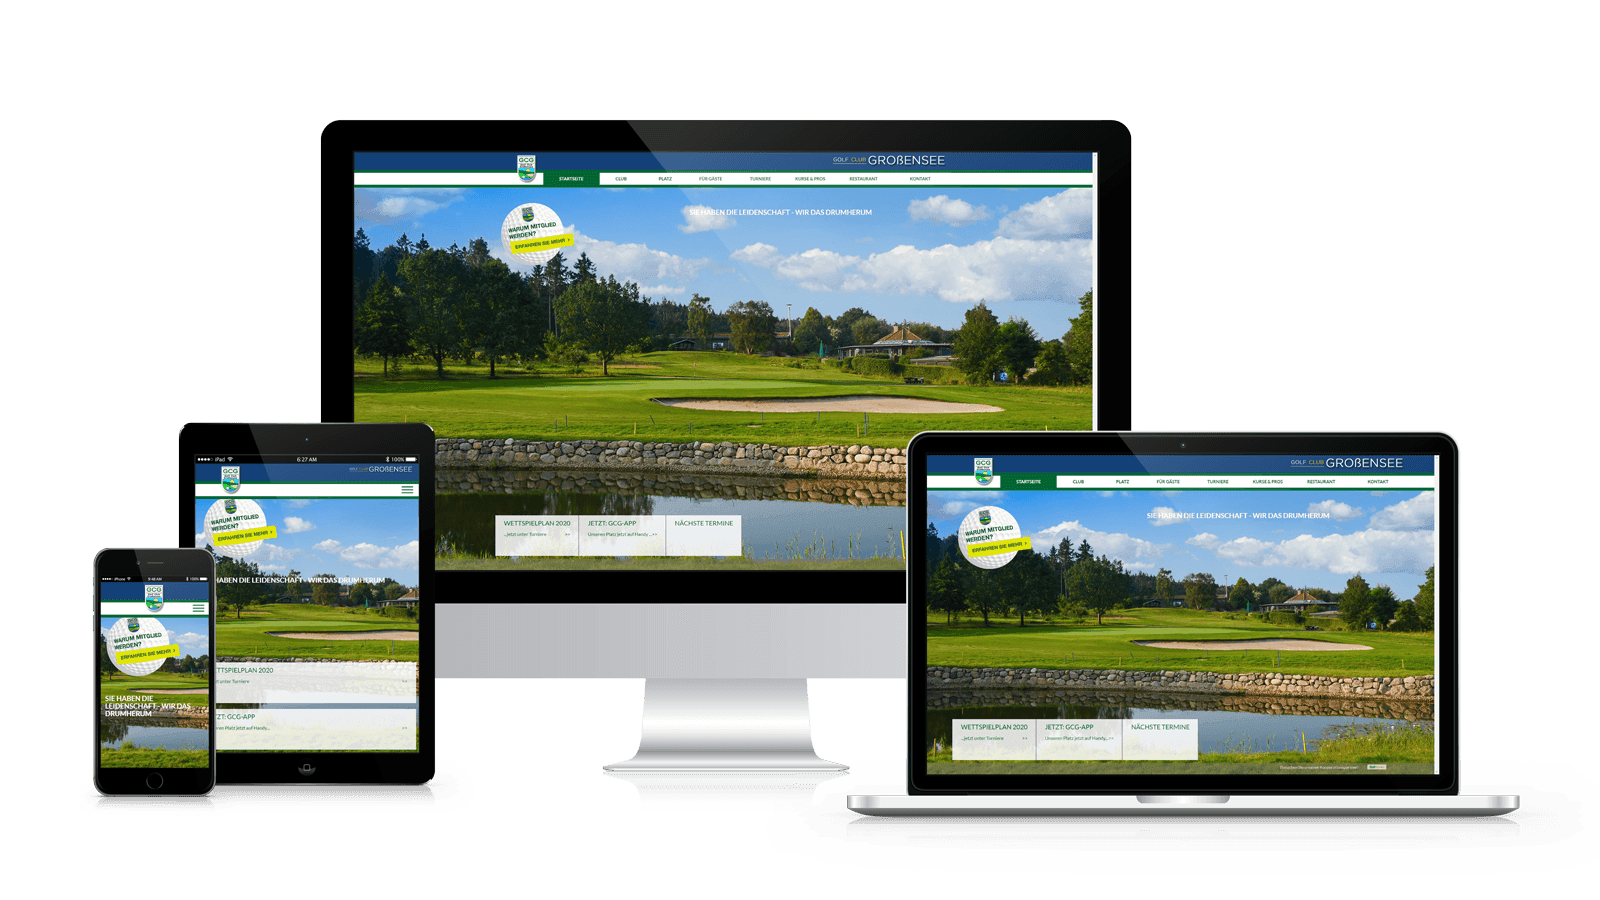 GCG
GOLF CLUB GROßENSEE
STARTSEITE CLUB PLATZ FÜR GÄSTE TURNIERE KURSE & PROS RESTAURANT KONTAKT
SIE HABEN DIE LEIDENSCHAFT - WIR DAS DRUMHERUM
WARUM MITGLIED
WERDEN?
ERFAHREN SIE MEHR >
WETTSPIELPLAN 2020 JETZT: GCG-APP NÄCHSTE TERMINE
...jetzt unter Turniere >> Unseren Platz jetzt auf Handy ... >>
iPad 6:27 AM 100%
GCG
GOLF CLUB GROßENSEE
WARUM MITGLIED
WERDEN?
ERFAHREN SIE MEHR >
HABEN DIE LEIDENSCHAFT - WIR DAS DRUMHERUM
TTSPIELPLAN 2020
unter Turniere >>
ZT: GCG-APP
ren Platz jetzt auf Handy... >>
iPhone 9:48 AM 100%
GCG
WARUM MITGLIED
WERDEN?
ERFAHREN SIE MEHR >
SIE HABEN DIE
LEIDENSCHAFT - WIR DAS
DRUMHERUM
GCG
GOLF CLUB GROßENSEE
STARTSEITE CLUB PLATZ FÜR GÄSTE TURNIERE KURSE & PROS RESTAURANT KONTAKT
SIE HABEN DIE LEIDENSCHAFT - WIR DAS DRUMHERUM
WARUM MITGLIED
WERDEN?
ERFAHREN SIE MEHR >
WETTSPIELPLAN 2020 JETZT: GCG-APP NÄCHSTE TERMINE
...jetzt unter Turniere >> Unseren Platz jetzt auf Handy... >>